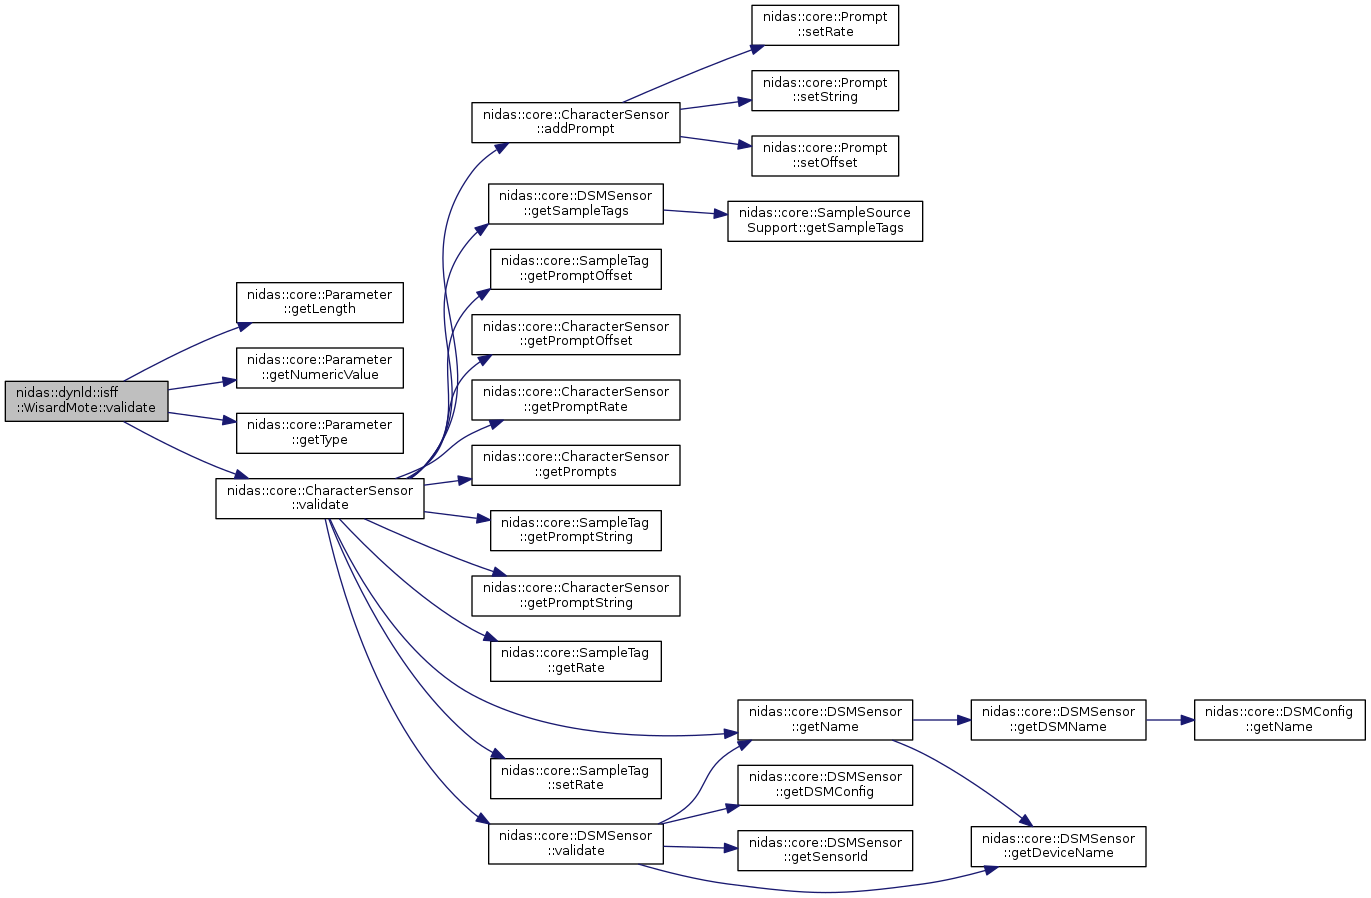 nidas::core::Prompt
::setRate
nidas::core::Prompt
::setString
nidas::core::CharacterSensor
::addPrompt
nidas::core::Prompt
::setOffset
nidas::core::DSMSensor
::getSampleTags
nidas::core::SampleSource
Support::getSampleTags
nidas::core::SampleTag
::getPromptOffset
nidas::core::Parameter
::getLength
nidas::core::CharacterSensor
::getPromptOffset
nidas::core::Parameter
::getNumericValue
nidas::dynld::isff
::WisardMote::validate
nidas::core::CharacterSensor
::getPromptRate
nidas::core::Parameter
::getType
nidas::core::CharacterSensor
::getPrompts
nidas::core::CharacterSensor
::validate
nidas::core::SampleTag
::getPromptString
nidas::core::CharacterSensor
::getPromptString
nidas::core::SampleTag
::getRate
nidas::core::DSMSensor
::getName
nidas::core::DSMSensor
::getDSMName
nidas::core::DSMConfig
::getName
nidas::core::SampleTag
::setRate
nidas::core::DSMSensor
::getDSMConfig
nidas::core::DSMSensor
::validate
nidas::core::DSMSensor
::getSensorId
nidas::core::DSMSensor
::getDeviceName